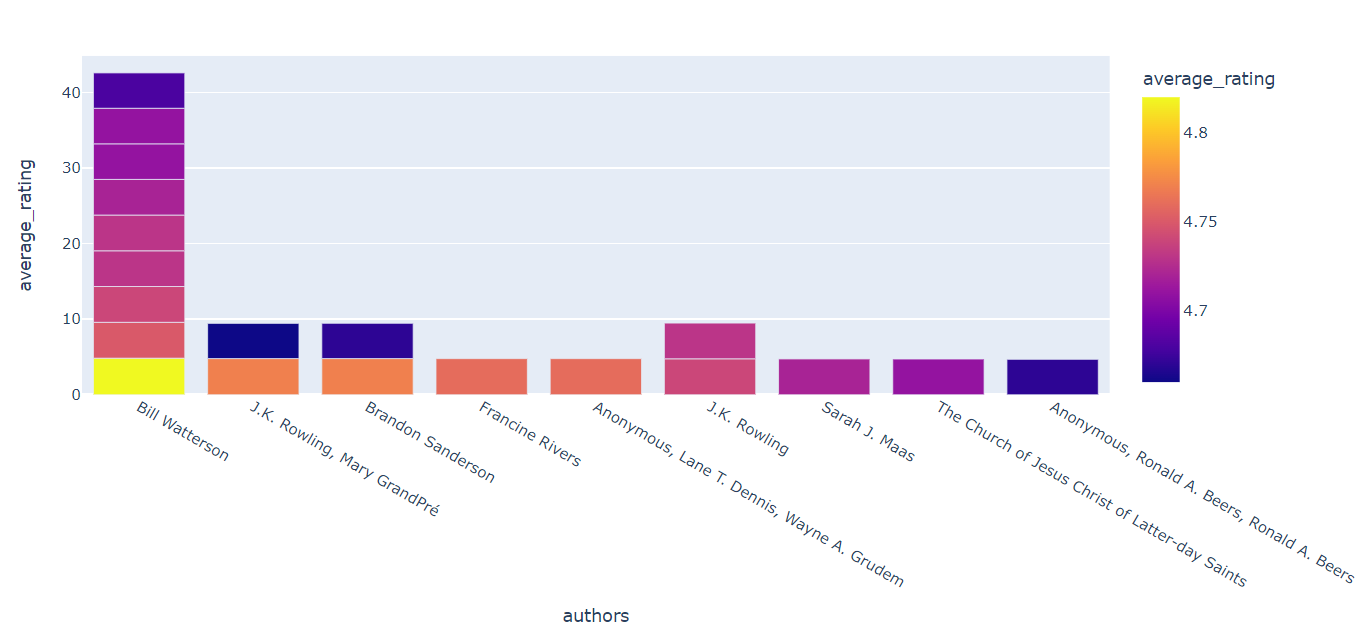 average_rating
40
30
20
10
0
average_rating
4.8
4.75
4.7
Bill Watterson
J.K. Rowling, Mary GrandPré
Brandon Sanderson
Francine Rivers
Anonymous, Lane T. Dennis, Wayne A. Grudem
J.K. Rowling
Sarah J. Maas
The Church of Jesus Christ of Latter-day Saints
Anonymous, Ronald A. Beers, Ronald A. Beers
authors